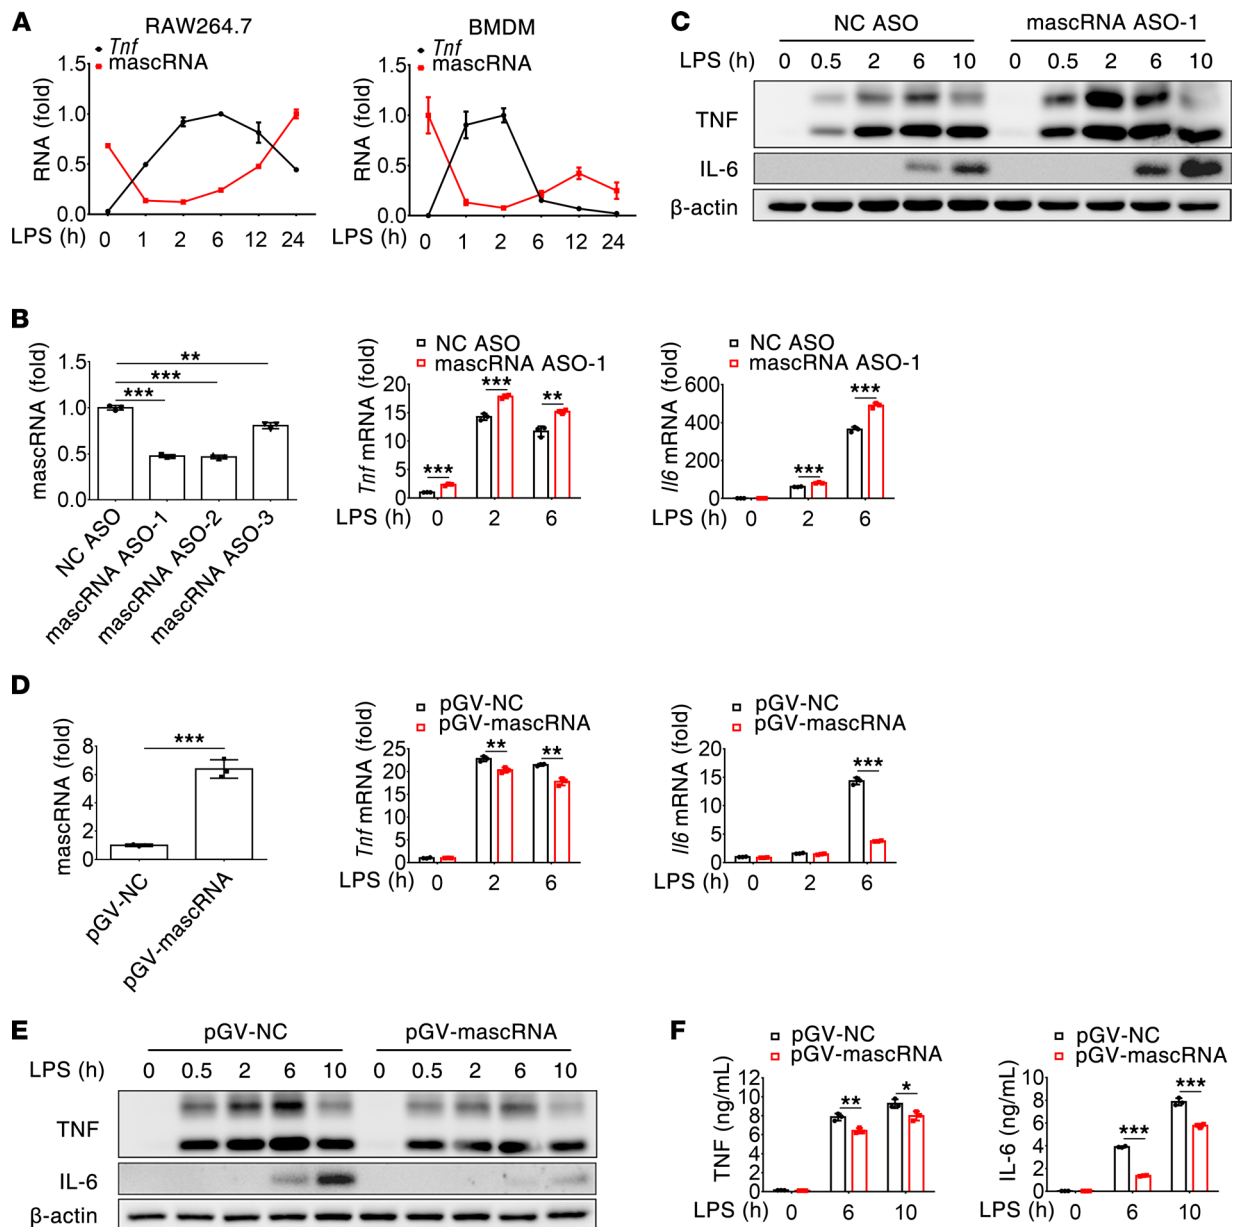 A
RAW264.7
Tnf
mascRNA
RNA (fold)
1.5
1.0
0.5
0.0
LPS (h) 0 1 2 6 12 24
BMDM
Tnf
mascRNA
RNA (fold)
1.5
1.0
0.5
0.0
LPS (h) 0 1 2 6 12 24
C
NC ASO mascRNA ASO-1
LPS (h) 0 0.5 2 6 10 0 0.5 2 6 10
TNF
IL-6
β-actin
B
mascRNA (fold)
1.5
1.0
0.5
0.0
**
***
***
NC ASO
mascRNA ASO-1
mascRNA ASO-2
mascRNA ASO-3
NC ASO
mascRNA ASO-1
Tnf mRNA (fold)
20
15
10
5
0
*** *** **
LPS (h) 0 2 6
NC ASO
mascRNA ASO-1
Il6 mRNA (fold)
600
400
200
0
*** ***
LPS (h) 0 2 6
D
mascRNA (fold)
8
6
4
2
0
***
pGV-NC
pGV-mascRNA
pGV-NC
pGV-mascRNA
Tnf mRNA (fold)
25
20
15
10
5
0
** **
LPS (h) 0 2 6
pGV-NC
pGV-mascRNA
Il6 mRNA (fold)
20
15
10
5
0
***
LPS (h) 0 2 6
E
pGV-NC pGV-mascRNA
LPS (h) 0 0.5 2 6 10 0 0.5 2 6 10
TNF
IL-6
β-actin
F
pGV-NC
pGV-mascRNA
TNF (ng/mL)
12
10
8
6
4
2
0
** *
LPS (h) 0 6 10
pGV-NC
pGV-mascRNA
IL-6 (ng/mL)
10
8
6
4
2
0
*** ***
LPS (h) 0 6 10